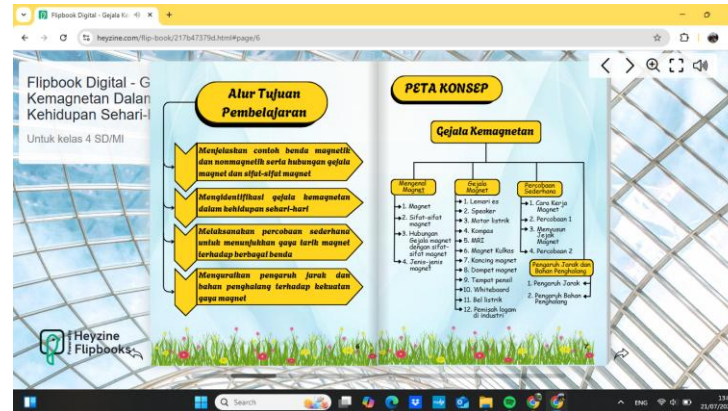 Flipbook Digital - Gejala Ke
heyzine.com/flip-book/217b47379d.html#page/6
Flipbook Digital - G
Kemagnetan Dalam
Kehidupan Sehari-
Untuk kelas 4 SD/MI
Alur Tujuan
Pembelajaran
Menjelaskan contoh benda magnetik
dan nonmagnetik serta hubungan gejala
magnet dan sifat-sifat magnet
Mengidentifikasi gejala kemagnetan
dalam kehidupan sehari-hari
Melaksanakan percobaan sederhana
untuk menunjukkan gaya tarik magnet
terhadap berbagai benda
Menguraikan pengaruh jarak dan
bahan penghalang terhadap kekuatan
gaya magnet
6
PETA KONSEP
Gejala Kemagnetan
Mengenal
Magnet
1. Magnet
2. Sifat-sifat
magnet
3. Hubungan
Gejala magnet
dengan sifat-
sifat magnet
4. Jenis-jenis
magnet
Gejala
Magnet
1. Lemari es
2. Speaker
3. Motor listrik
4. Kompas
5. MRI
6. Magnet Kulkas
7. Kancing magnet
8. Dompet magnet
9. Tempat pensil
10. Whiteboard
11. Bel listrik
12. Pemisah logam
di industri
Percobaan
Sederhana
1. Cara Kerja
Magnet
2. Percobaan 1
3. Menyusun
Jejak
Magnet
4. Percobaan 2
Pengaruh Jarak dan
Bahan Penghalang
1. Pengaruh Jarak
2. Pengaruh Bahan
Penghalang
7
Heyzine
Flipbooks
Search
ENG